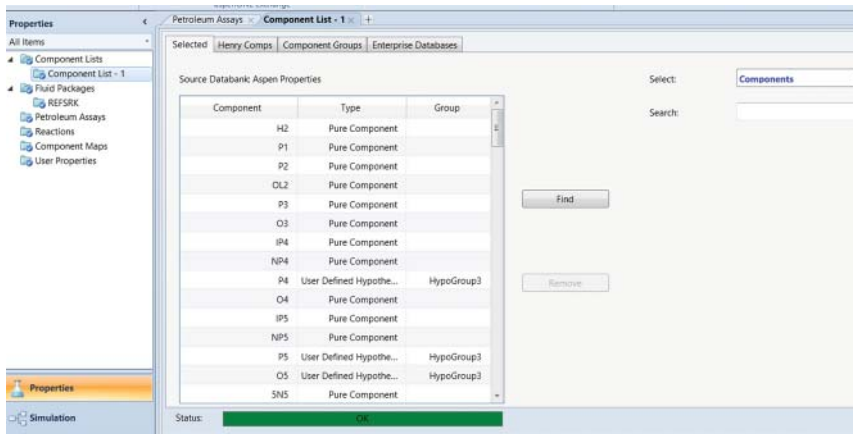 Properties <
All Items
Component Lists
Component List - 1
Fluid Packages
REFSRK
Petroleum Assays
Reactions
Component Maps
User Properties
Properties
Simulation
Petroleum Assays × Component List - 1 × +
Selected Henry Comps Component Groups Enterprise Databases
Source Databank: Aspen Properties
Component Type Group
H2 Pure Component
P1 Pure Component
P2 Pure Component
OL2 Pure Component
P3 Pure Component
O3 Pure Component
IP4 Pure Component
NP4 Pure Component
P4 User Defined Hypothe... HypoGroup3
O4 Pure Component
IP5 Pure Component
NP5 Pure Component
P5 User Defined Hypothe... HypoGroup3
O5 User Defined Hypothe... HypoGroup3
5N5 Pure Component
Status: OK
Select: Components
Search:
Find
Remove